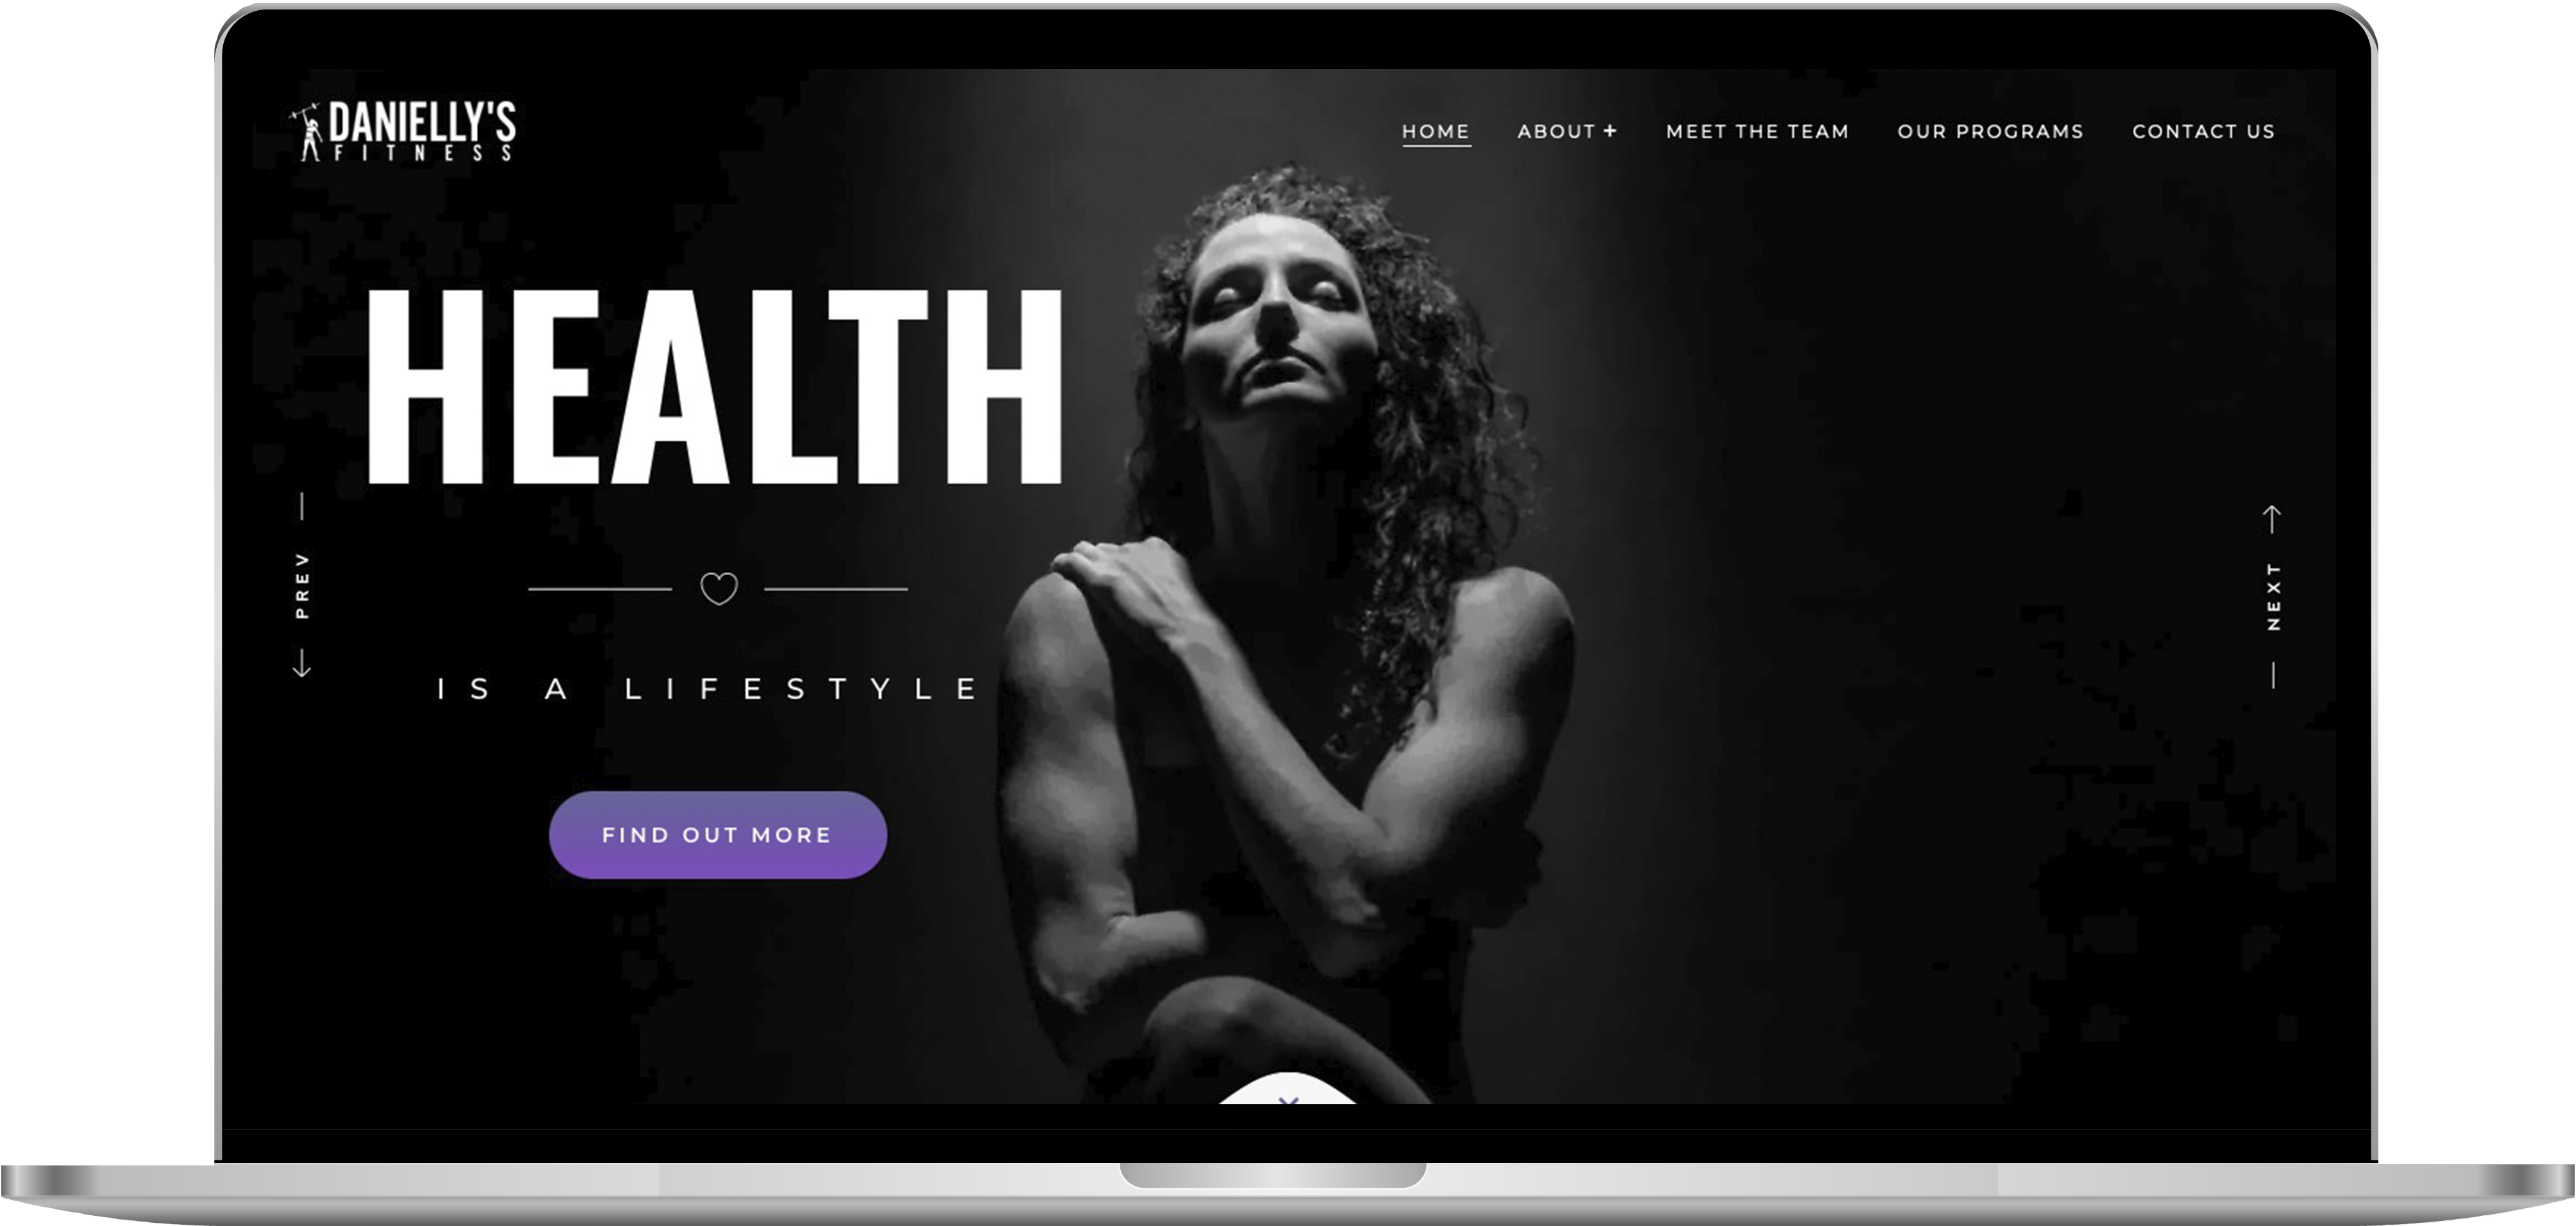 DANIELLY'S
FITNESS
HOME ABOUT + MEET THE TEAM OUR PROGRAMS CONTACT US
HEALTH
IS A LIFESTYLE
FIND OUT MORE
PREV
NEXT